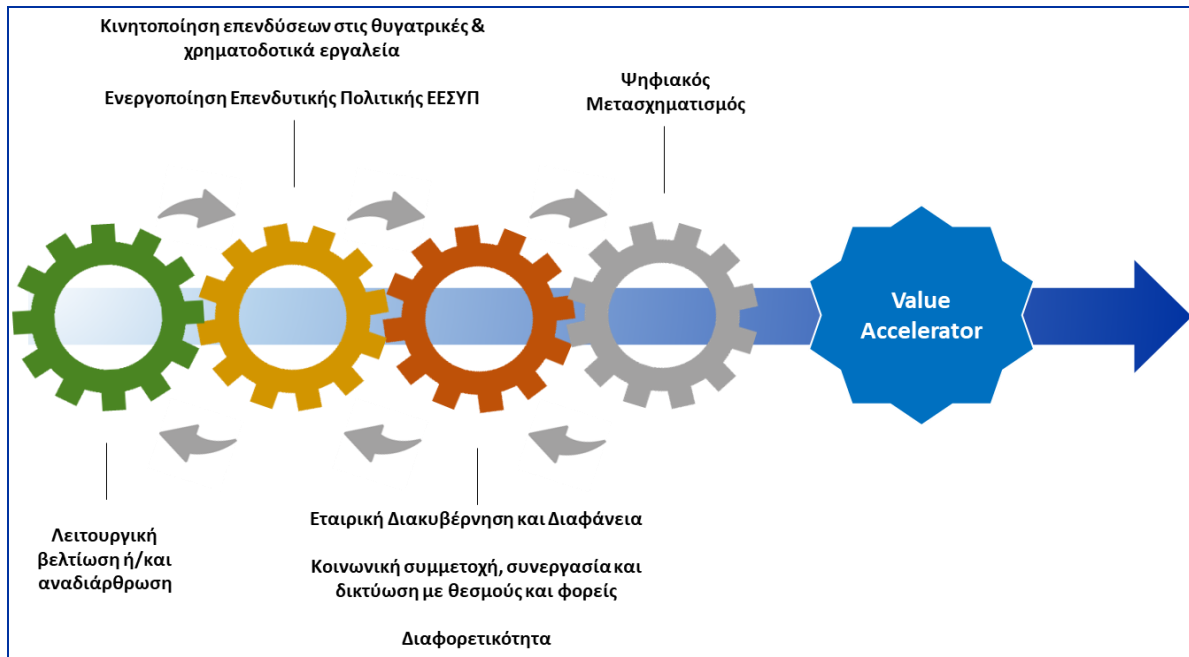 Κινητοποίηση επενδύσεων στις θυγατρικές &
χρηματοδοτικά εργαλεία
Ενεργοποίηση Επενδυτικής Πολιτικής ΕΕΣΥΠ
Ψηφιακός
Μετασχηματισμός
Value
Accelerator
Λειτουργική
βελτίωση ή/και
αναδιάρθρωση
Εταιρική Διακυβέρνηση και Διαφάνεια
Κοινωνική συμμετοχή, συνεργασία και
δικτύωση με θεσμούς και φορείς
Διαφορετικότητα